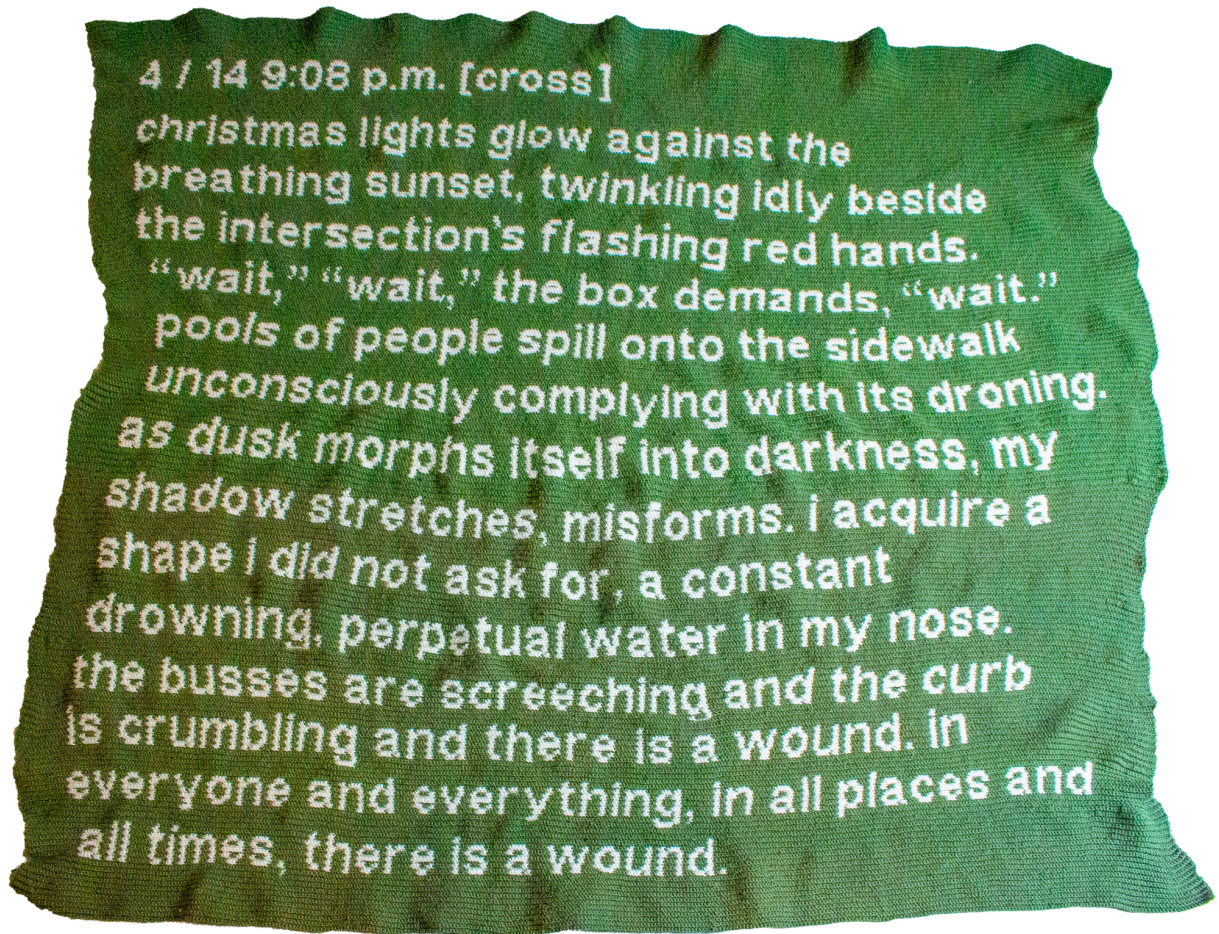 4 / 14 9:08 p.m. [cross]
christmas lights glow against the
breathing sunset, twinkling idly beside
the intersection's flashing red hands.
“wait,” “wait,” the box demands, “wait.”
pools of people spill onto the sidewalk
unconsciously complying with its droning.
as dusk morphs itself into darkness, my
shadow stretches, misforms. i acquire a
shape i did not ask for, a constant
drowning, perpetual water in my nose.
the busses are screeching and the curb
is crumbling and there is a wound. in
everyone and everything, in all places and
all times, there is a wound.